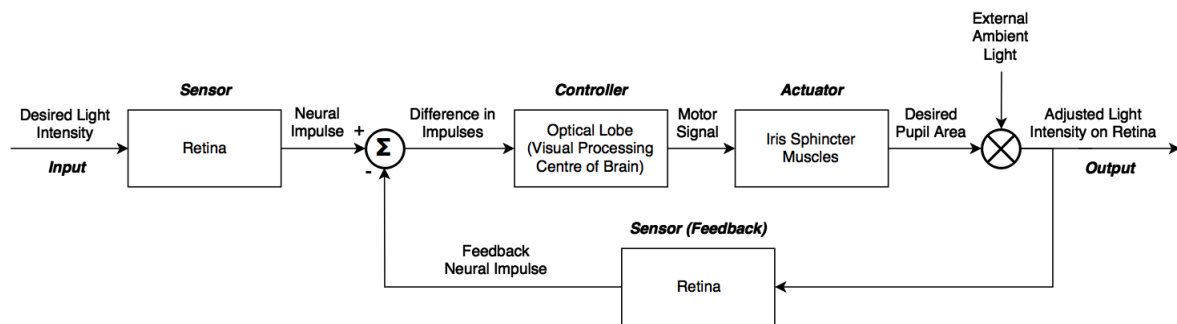 External
Ambient
Light
Sensor
Controller
Actuator
Desired Light
Intensity
Input
Retina
Neural
Impulse
+
Σ
-
Difference in
Impulses
Optical Lobe
(Visual Processing
Centre of Brain)
Motor
Signal
Iris Sphincter
Muscles
Desired
Pupil Area
Adjusted Light
Intensity on Retina
Output
Sensor (Feedback)
Feedback
Neural Impulse
Retina